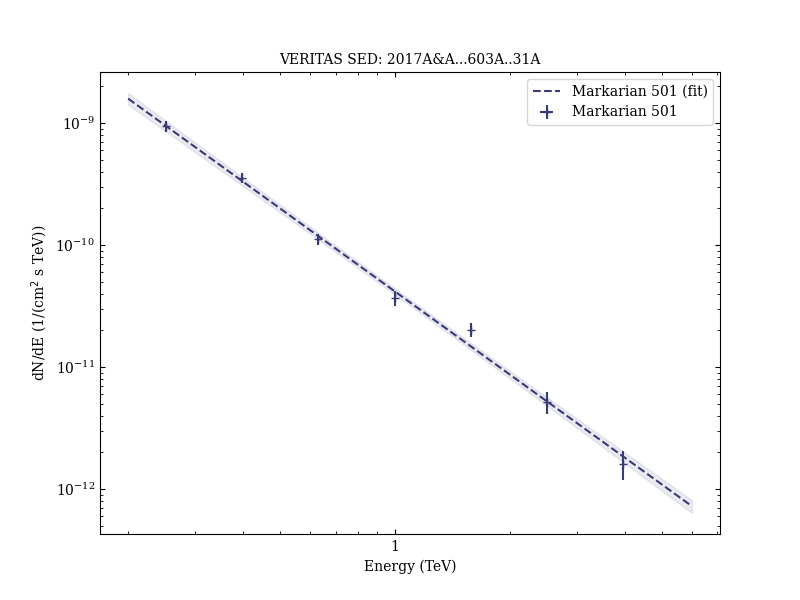 VERITAS SED: 2017A&A...603A..31A
Markarian 501 (fit)
Markarian 501
10⁻⁹
10⁻¹⁰
10⁻¹¹
10⁻¹²
dN/dE (1/(cm² s TeV))
1
Energy (TeV)